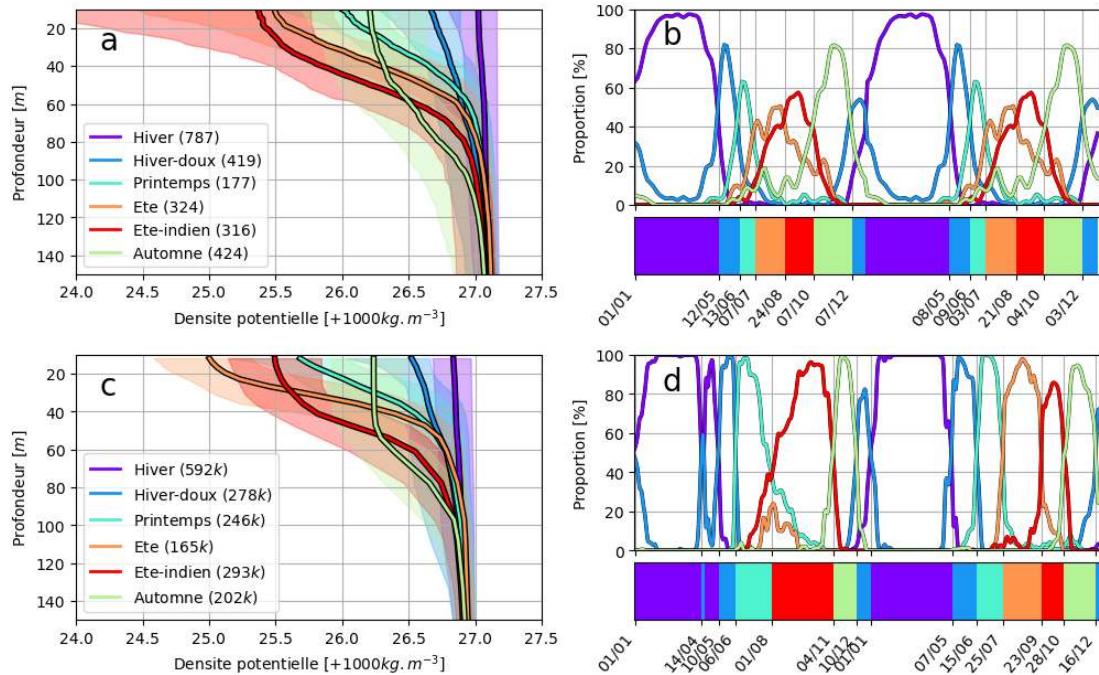 a
20
40
60
80
100
120
140
Profondeur [m]
Hiver (787)
Hiver-doux (419)
Printemps (177)
Ete (324)
Ete-indien (316)
Automne (424)
24.0 24.5 25.0 25.5 26.0 26.5 27.0 27.5
Densite potentielle [+1000kg.m⁻³]
b
100
80
60
40
20
0
Proportion [%]
01/01 12/05 13/06 07/07 24/08 07/10 07/12 08/05 09/06 03/07 21/08 04/10 03/12
c
20
40
60
80
100
120
140
Profondeur [m]
Hiver (592k)
Hiver-doux (278k)
Printemps (246k)
Ete (165k)
Ete-indien (293k)
Automne (202k)
24.0 24.5 25.0 25.5 26.0 26.5 27.0 27.5
Densite potentielle [+1000kg.m⁻³]
d
100
80
60
40
20
0
Proportion [%]
01/01 14/04 10/05 06/06 01/08 04/11 10/12 01/01 07/05 15/06 25/07 23/09 28/10 16/12